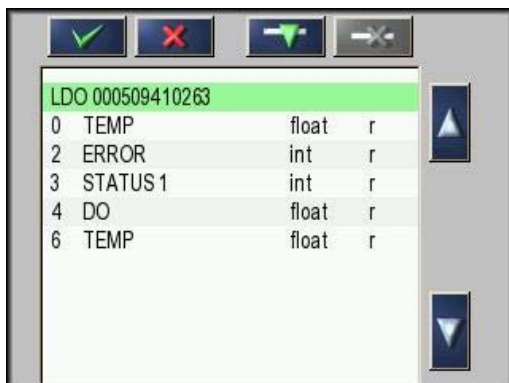 LDO 000509410263
0 TEMP float r
2 ERROR int r
3 STATUS 1 int r
4 DO float r
6 TEMP float r